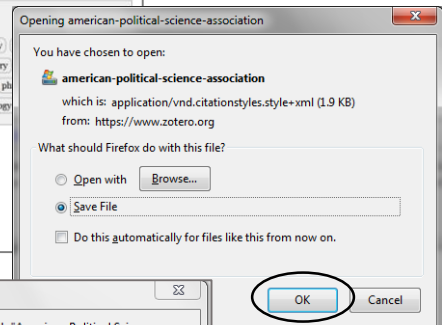 Opening american-political-science-association
You have chosen to open:
american-political-science-association
which is: application/vnd.citationstyles.style+xml (1.9 KB)
from: https://www.zotero.org
What should Firefox do with this file?
Open with Browse...
Save File
Do this automatically for files like this from now on.
OK Cancel